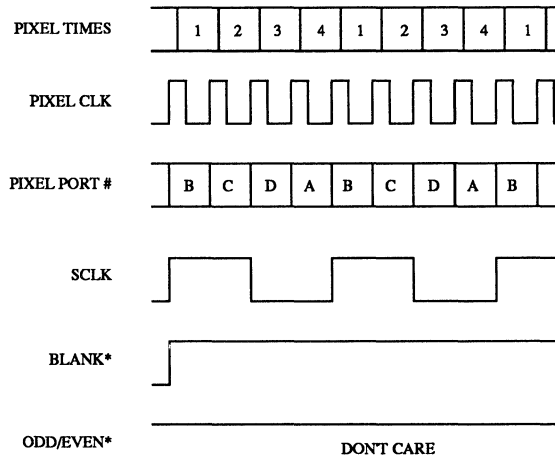 PIXEL TIMES 1 2 3 4 1 2 3 4 1
PIXEL CLK
PIXEL PORT # B C D A B C D A B
SCLK
BLANK*
ODD/EVEN* DON'T CARE